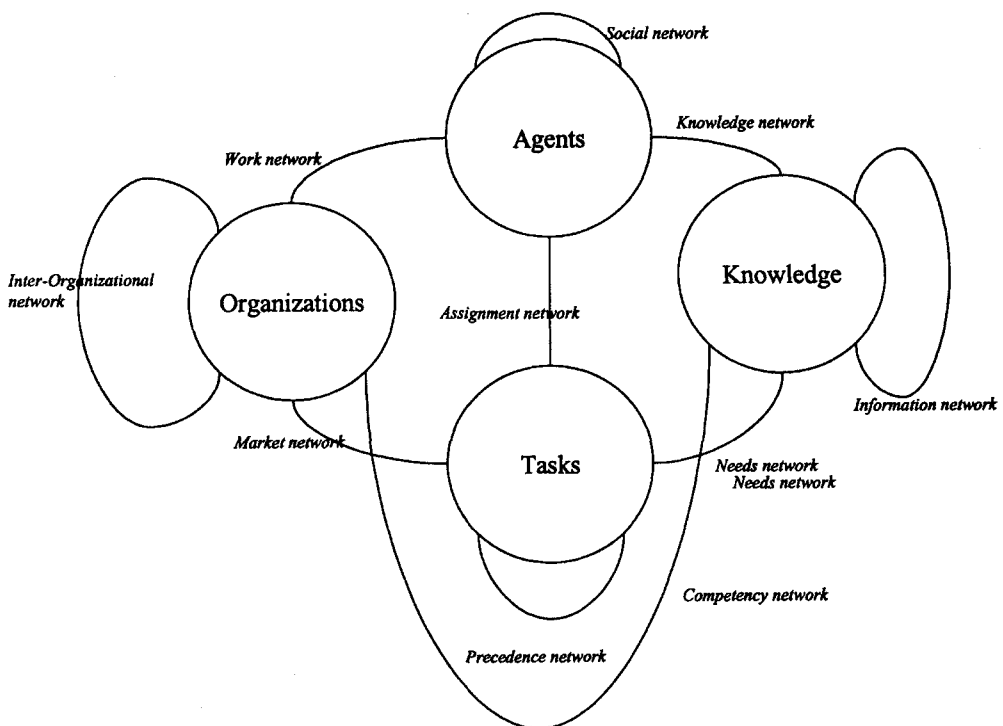 Social network
Agents
Knowledge network
Work network
Inter-Organizational
network
Organizations
Knowledge
Assignment network
Information network
Market network
Tasks
Needs network
Needs network
Competency network
Precedence network